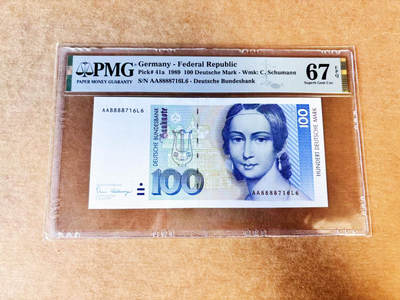 PMG
PAPER MONEY GUARANTY
Germany - Federal Republic
Pick# 41a 1989 100 Deutsche Mark - Wmk: C. Schumann
S/N AA8888716L6 - Deutsche Bundesbank
67 EPQ
Superb Gem Unc
AA8888716L6
DEUTSCHE BUNDESBANK
Banknote
100
100
HUNDERT DEUTSCHE MARK
AA8888716L6